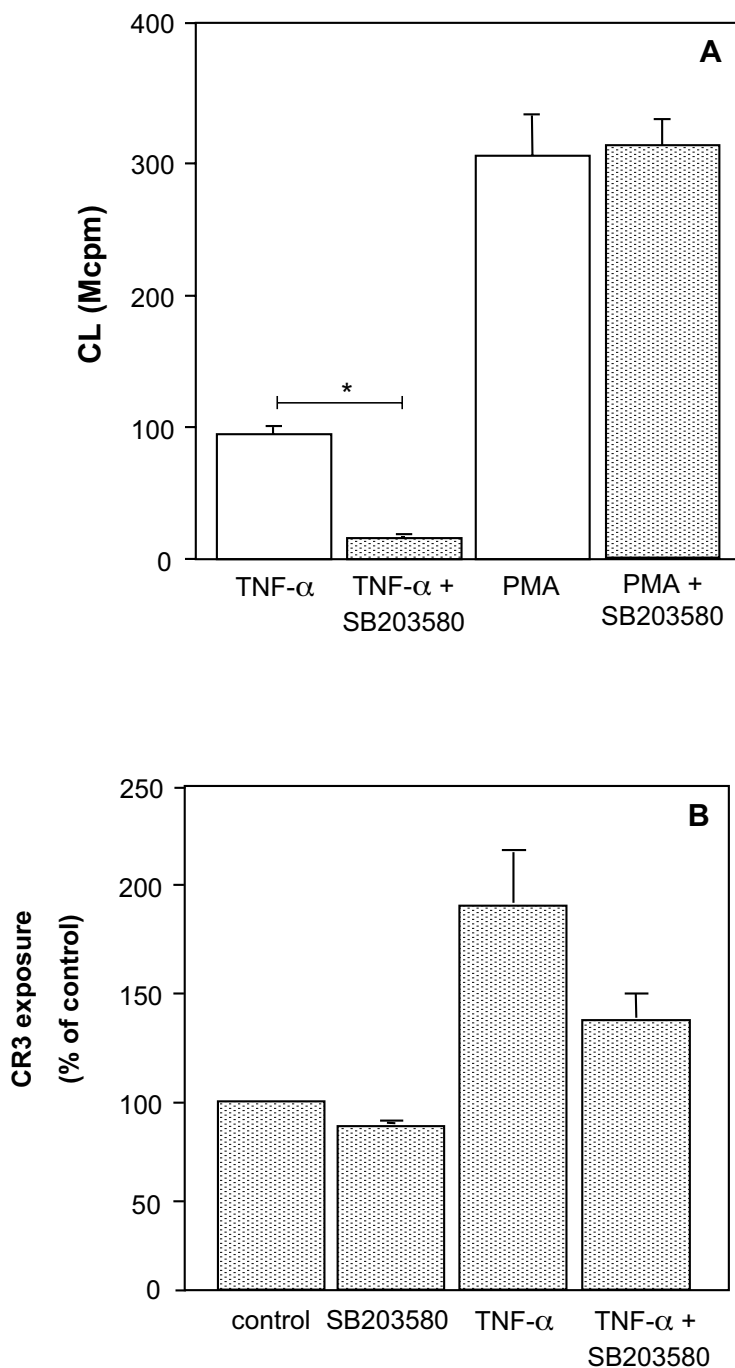 400
A
300
CL (Mcpm)
200
*
100
0
TNF-α TNF-α + PMA PMA +
SB203580 SB203580
250
B
200
CR3 exposure
(% of control)
150
100
50
0
control SB203580 TNF-α TNF-α +
SB203580